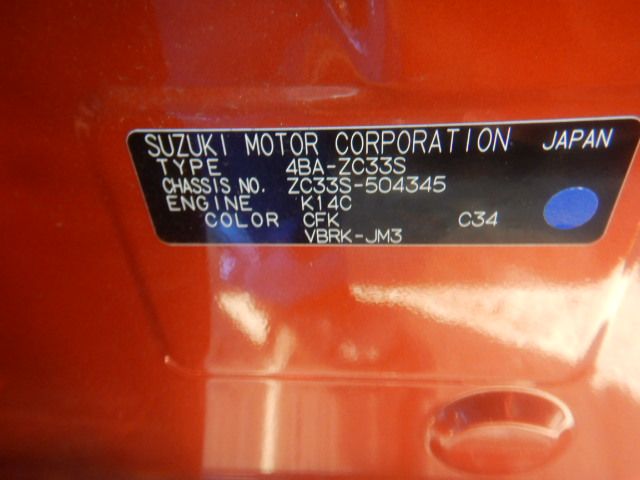 SUZUKI MOTOR CORPORATION JAPAN
TYPE 4BA-ZC33S
CHASSIS NO. ZC33S-504345
ENGINE K14C
COLOR CFK C34
VBRK-JM3